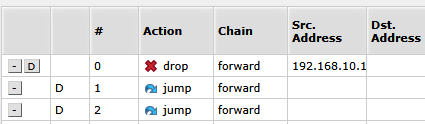 # Action Chain Src. Address Dst. Address
- D 0 drop forward 192.168.10.1
- D 1 jump forward
- D 2 jump forward